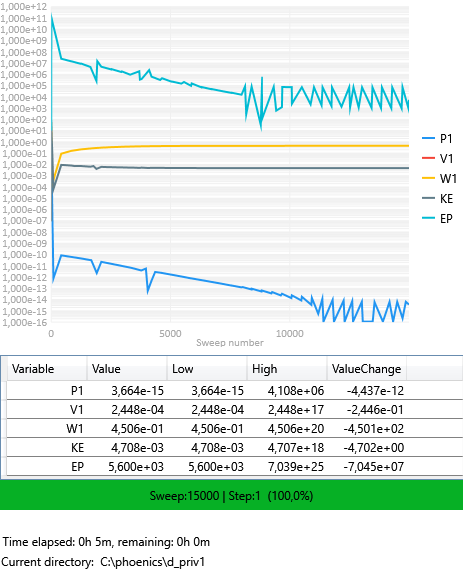 1,000e+12
1,000e+11
1,000e+10
1,000e+09
1,000e+08
1,000e+07
1,000e+06
1,000e+05
1,000e+04
1,000e+03
1,000e+02
1,000e+01
1,000e+00
1,000e-01
1,000e-02
1,000e-03
1,000e-04
1,000e-05
1,000e-06
1,000e-07
1,000e-08
1,000e-09
1,000e-10
1,000e-11
1,000e-12
1,000e-13
1,000e-14
1,000e-15
1,000e-16
0 5000 10000
Sweep number
P1
V1
W1
KE
EP
Variable Value Low High ValueChange
P1 3,664e-15 3,664e-15 4,108e+06 -4,437e-12
V1 2,448e-04 2,448e-04 2,448e+17 -2,446e-01
W1 4,506e-01 4,506e-01 4,506e+20 -4,501e+02
KE 4,708e-03 4,708e-03 4,707e+18 -4,702e+00
EP 5,600e+03 5,600e+03 7,039e+25 -7,045e+07
Sweep:15000 | Step:1 (100,0%)
Time elapsed: 0h 5m, remaining: 0h 0m
Current directory: C:\phoenics\d_priv1